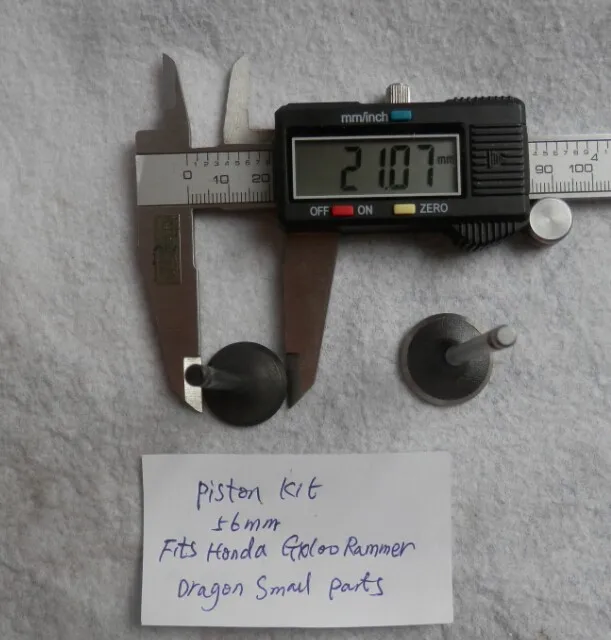 mm/inch
21.07 mm
OFF ON ZERO
0 10 20
90 100
4
piston Kit
56mm
Fits Honda Gx100 Rammer
Dragon Small parts